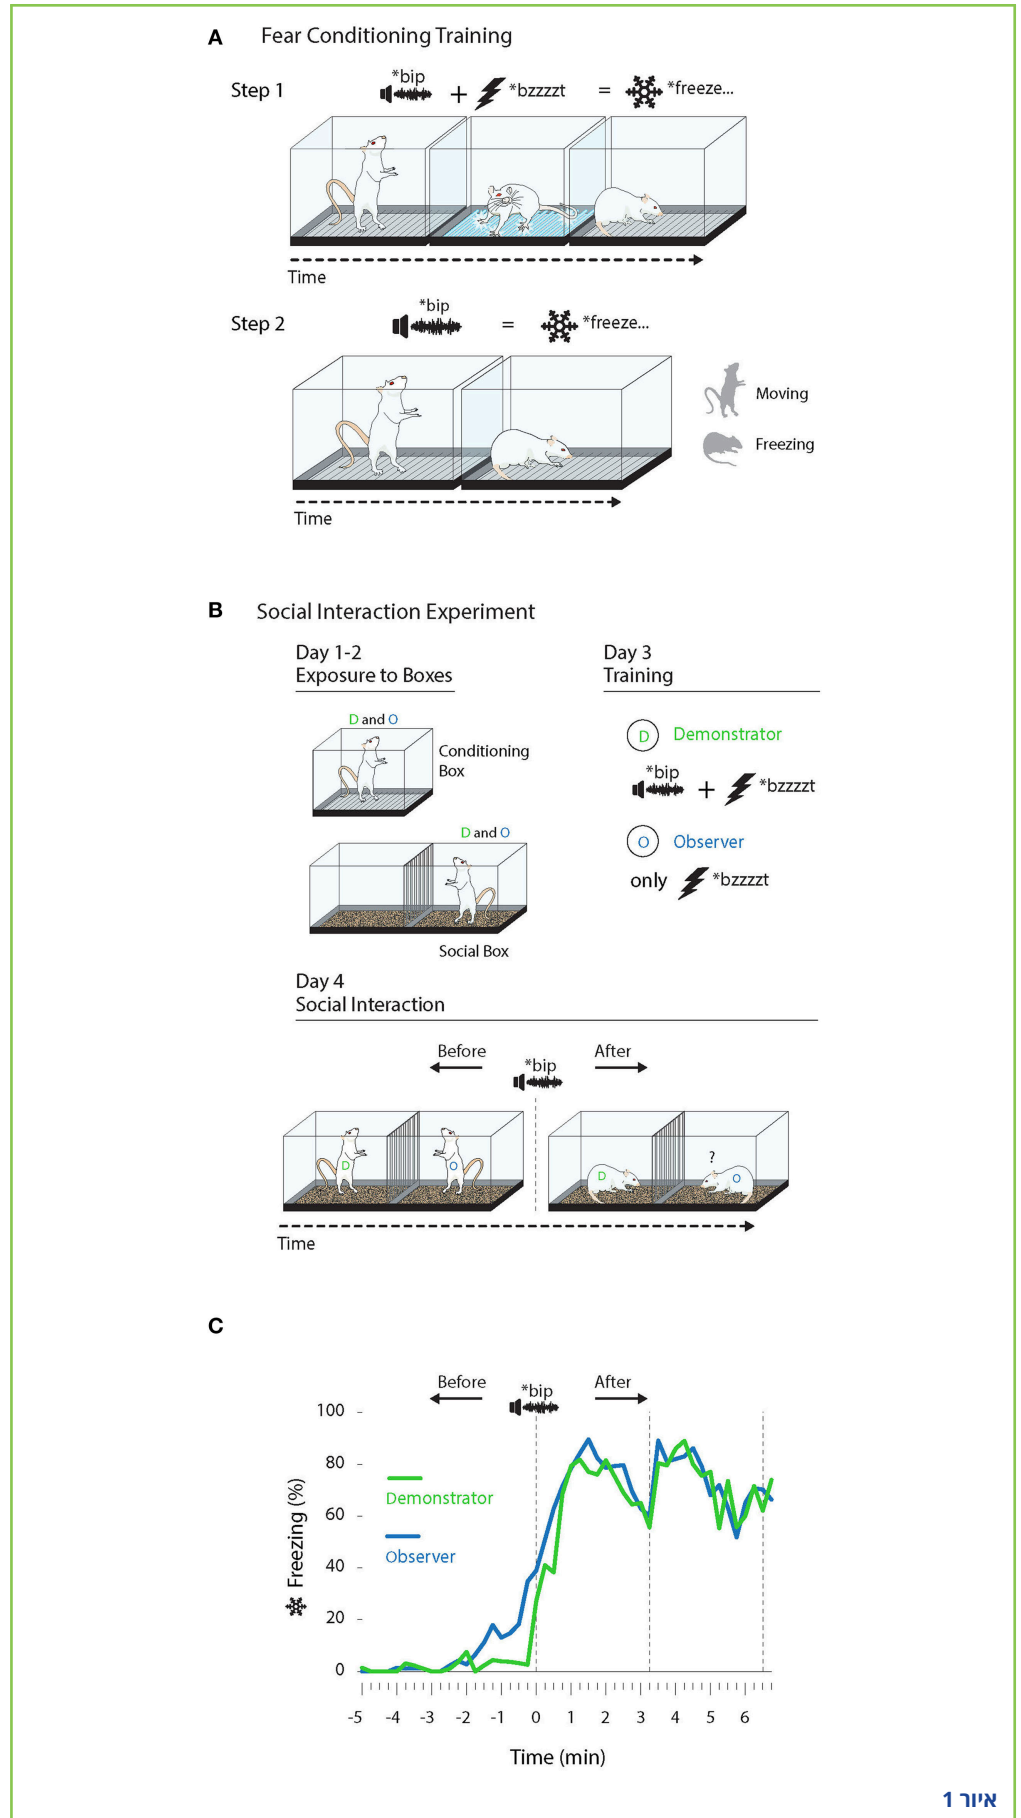 A Fear Conditioning Training
Step 1
*bip + *bzzzzt = *freeze...
Time
Step 2
*bip = *freeze...
Moving
Freezing
Time
B Social Interaction Experiment
Day 1-2
Exposure to Boxes
D and O
Conditioning
Box
D and O
Social Box
Day 3
Training
D Demonstrator
*bip + *bzzzzt
O Observer
only *bzzzzt
Day 4
Social Interaction
Before
*bip
After
D
O
D
?
O
Time
C
Before
*bip
After
100
80
60
40
20
0
Freezing (%)
Demonstrator
Observer
-5 -4 -3 -2 -1 0 1 2 3 4 5 6
Time (min)
איור 1